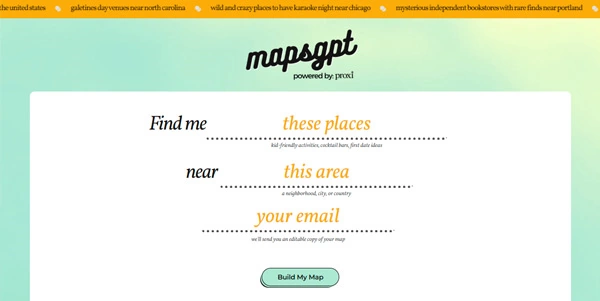 the united states galetines day venues near north carolina wild and crazy places to have karaoke night near chicago mysterious independent bookstores with rare finds near portland
mapsgpt
powered by: proxi
Find me these places
kid-friendly activities, cocktail bars, first date ideas
near this area
a neighborhood, city, or country
your email
we'll send you an editable copy of your map
Build My Map